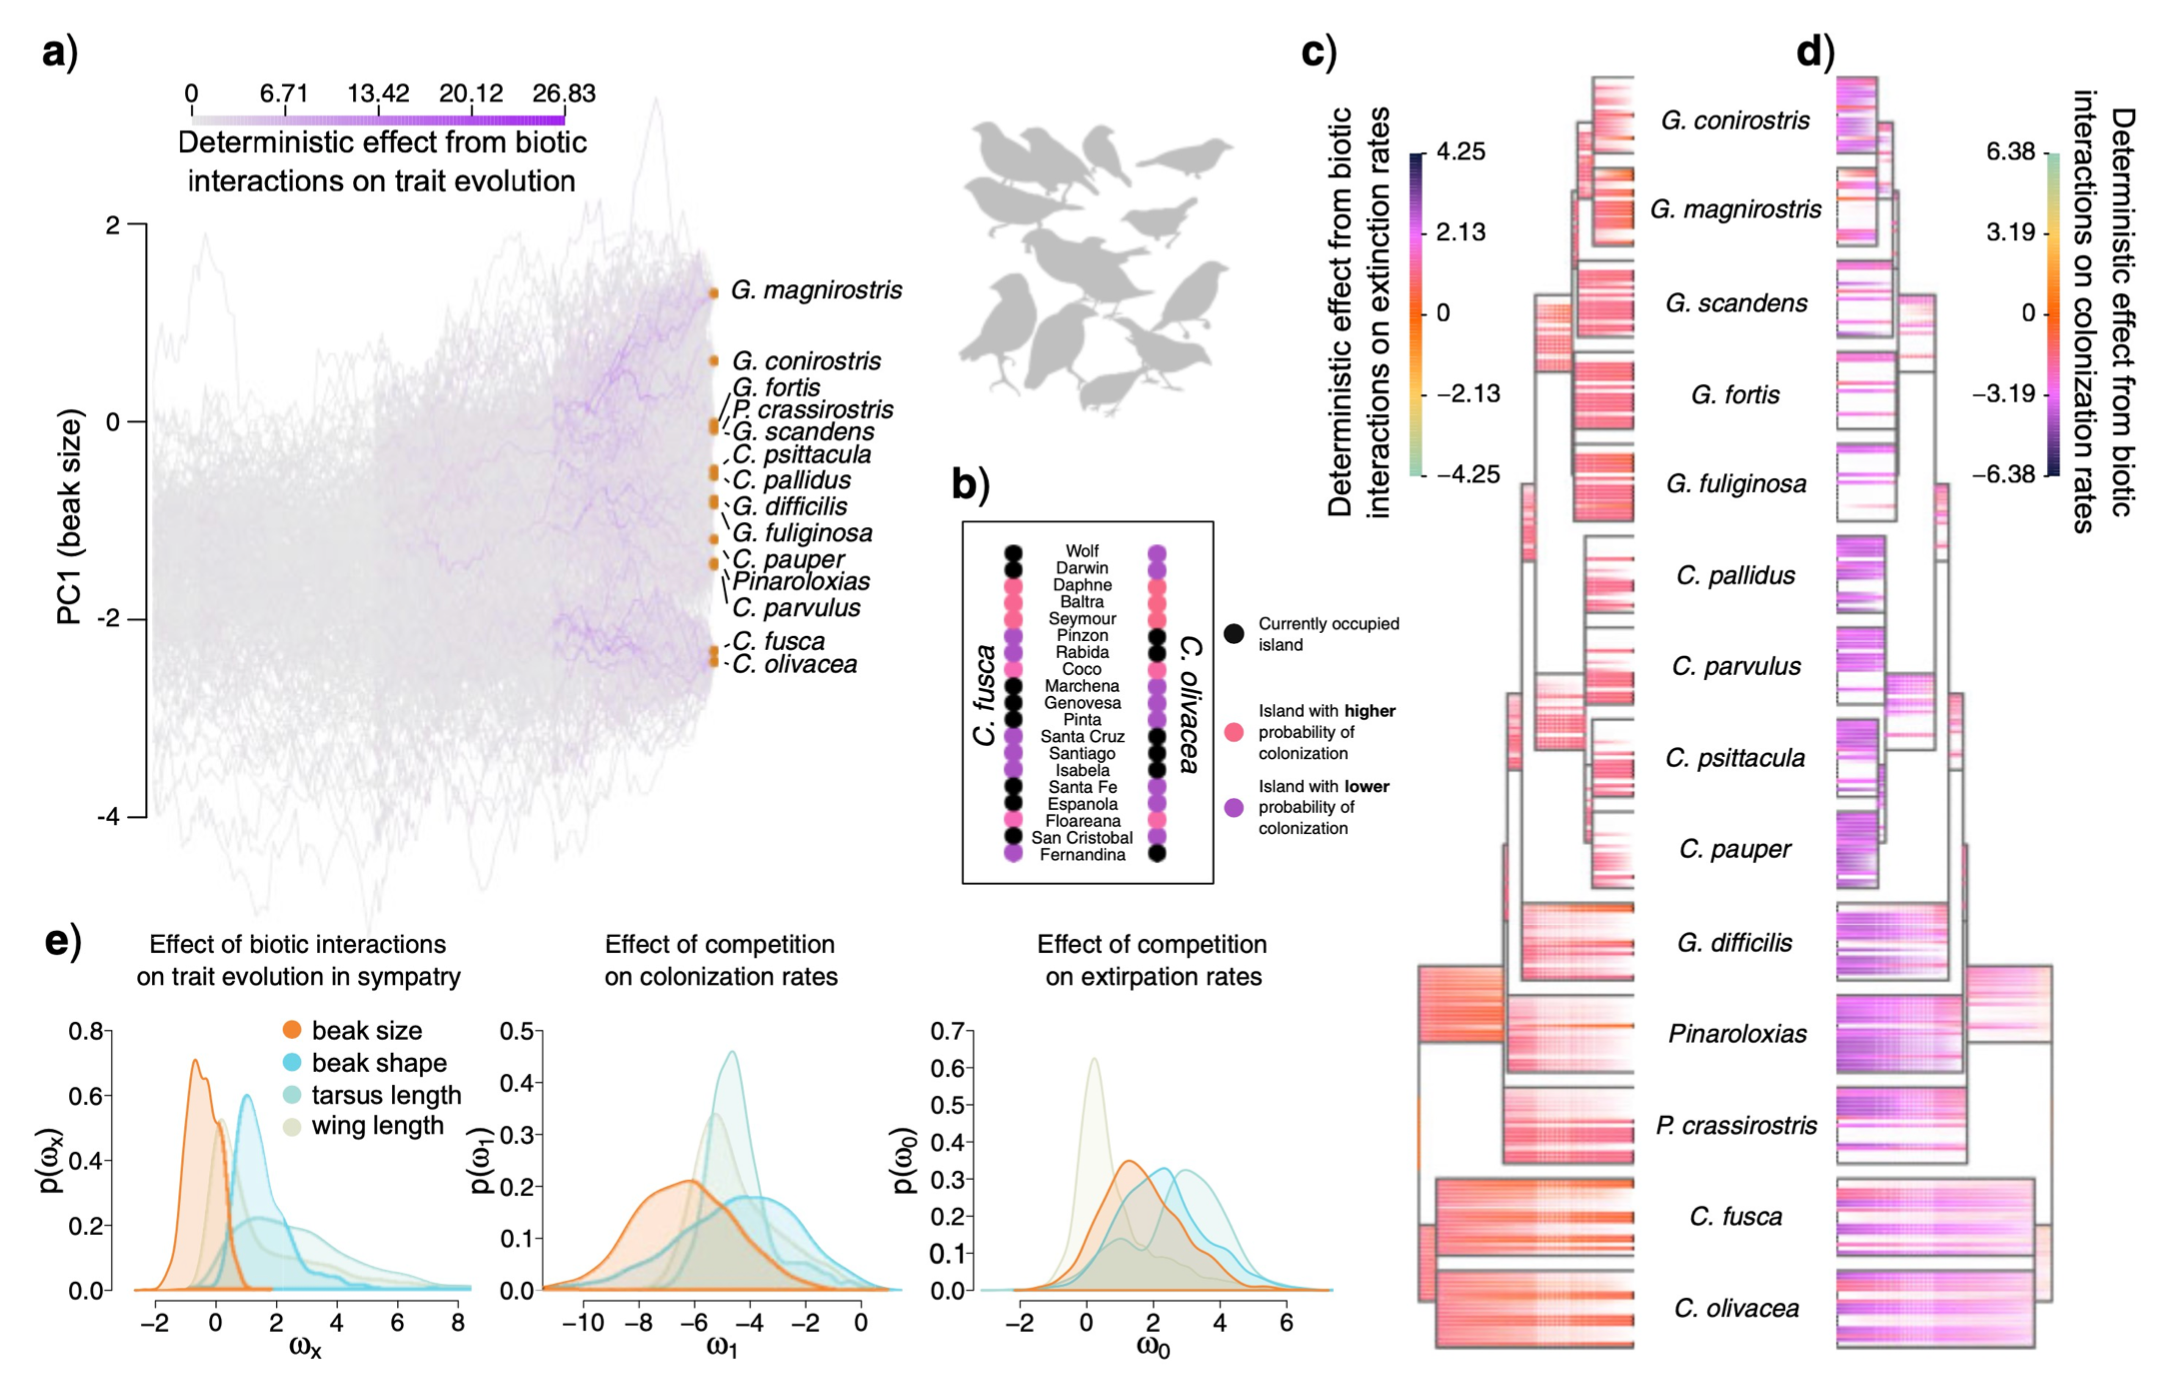 a)
0 6.71 13.42 20.12 26.83
Deterministic effect from biotic
interactions on trait evolution
PC1 (beak size)
2
0
-2
-4
G. magnirostris
G. conirostris
G. fortis
P. crassirostris
G. scandens
C. psittacula
C. pallidus
G. difficilis
G. fuliginosa
C. pauper
Pinaroloxias
C. parvulus
C. fusca
C. olivacea
b)
C. fusca
C. olivacea
Wolf
Darwin
Daphne
Baltra
Seymour
Pinzon
Rabida
Coco
Marchena
Genovesa
Pinta
Santa Cruz
Santiago
Isabela
Santa Fe
Espanola
Floareana
San Cristobal
Fernandina
Currently occupied
island
Island with higher
probability of
colonization
Island with lower
probability of
colonization
c)
Deterministic effect from biotic
interactions on extinction rates
4.25
2.13
0
−2.13
−4.25
d)
6.38
3.19
0
−3.19
−6.38
Deterministic effect from biotic
interactions on colonization rates
G. conirostris
G. magnirostris
G. scandens
G. fortis
G. fuliginosa
C. pallidus
C. parvulus
C. psittacula
C. pauper
G. difficilis
Pinaroloxias
P. crassirostris
C. fusca
C. olivacea
e)
Effect of biotic interactions
on trait evolution in sympatry
beak size
beak shape
tarsus length
wing length
p(ωx)
0.8
0.6
0.4
0.2
0.0
−2 0 2 4 6 8
ωx
Effect of competition
on colonization rates
p(ω1)
0.5
0.4
0.3
0.2
0.1
0.0
−10 −8 −6 −4 −2 0
ω1
Effect of competition
on extirpation rates
p(ω0)
0.7
0.6
0.5
0.4
0.3
0.2
0.1
0.0
−2 0 2 4 6
ω0